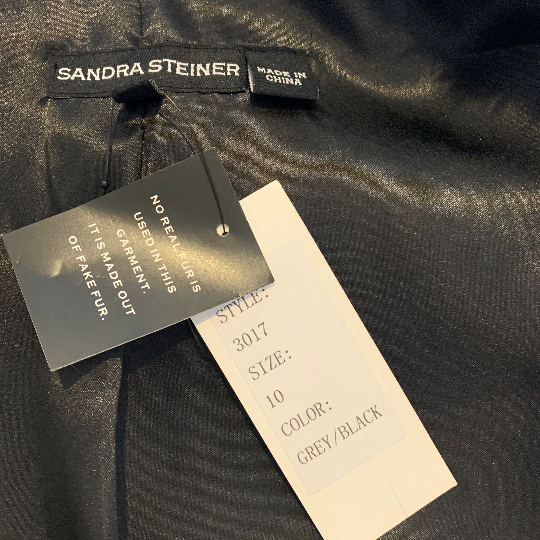 SANDRA STEINER
MADE IN
CHINA
NO REAL FUR IS
USED IN THIS
GARMENT.
IT IS MADE OUT
OF FAKE FUR.
STYLE:
3017
SIZE:
10
COLOR:
GREY/BLACK